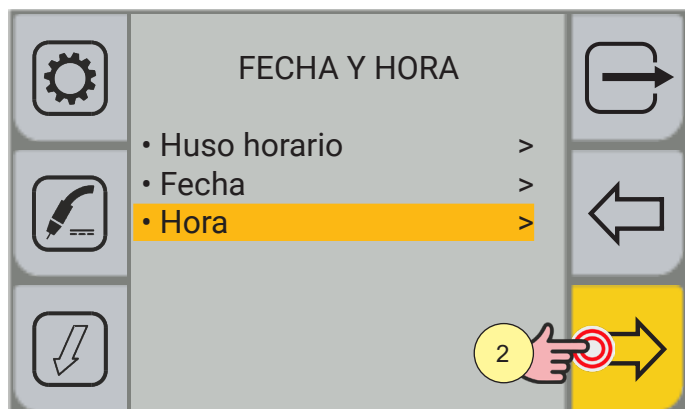 FECHA Y HORA
• Huso horario >
• Fecha >
• Hora >
2